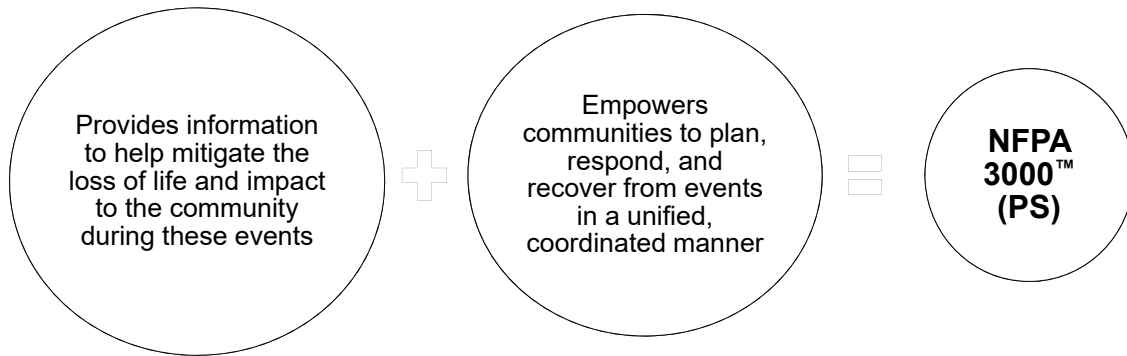 Provides information
to help mitigate the
loss of life and impact
to the community
during these events
Empowers
communities to plan,
respond, and
recover from events
in a unified,
coordinated manner
NFPA
3000™
(PS)